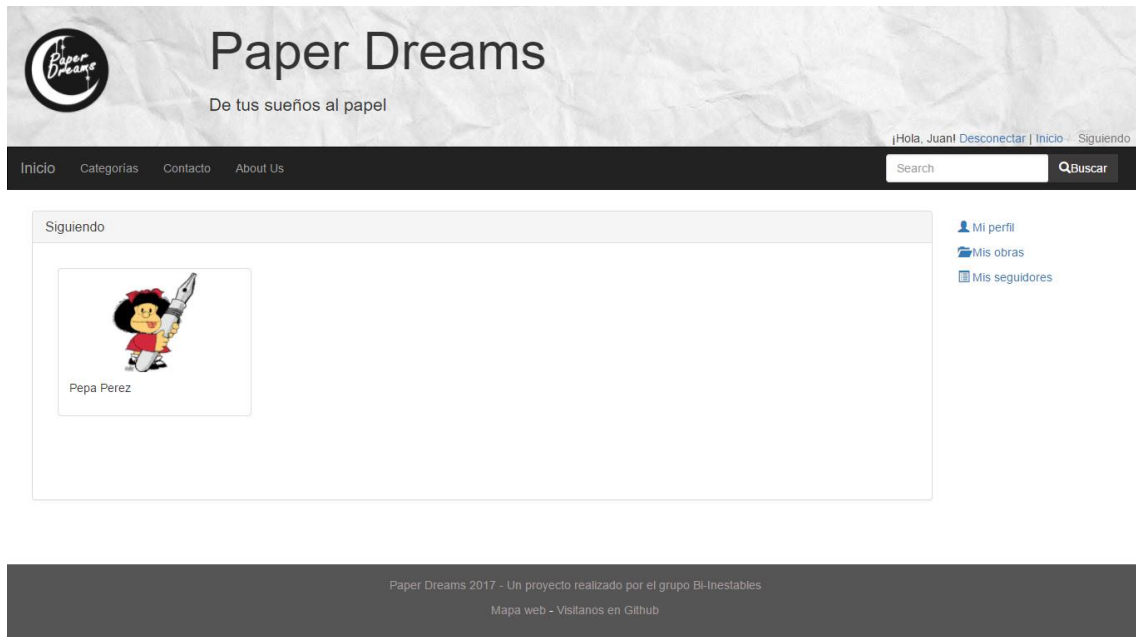 Paper Dreams
Paper Dreams
De tus sueños al papel
¡Hola, Juan! Desconectar | Inicio / Siguiendo
Inicio Categorías Contacto About Us Search Buscar
Siguiendo
Mi perfil
Mis obras
Mis seguidores
Pepa Perez
Paper Dreams 2017 - Un proyecto realizado por el grupo Bi-Inestables
Mapa web - Visítanos en Github